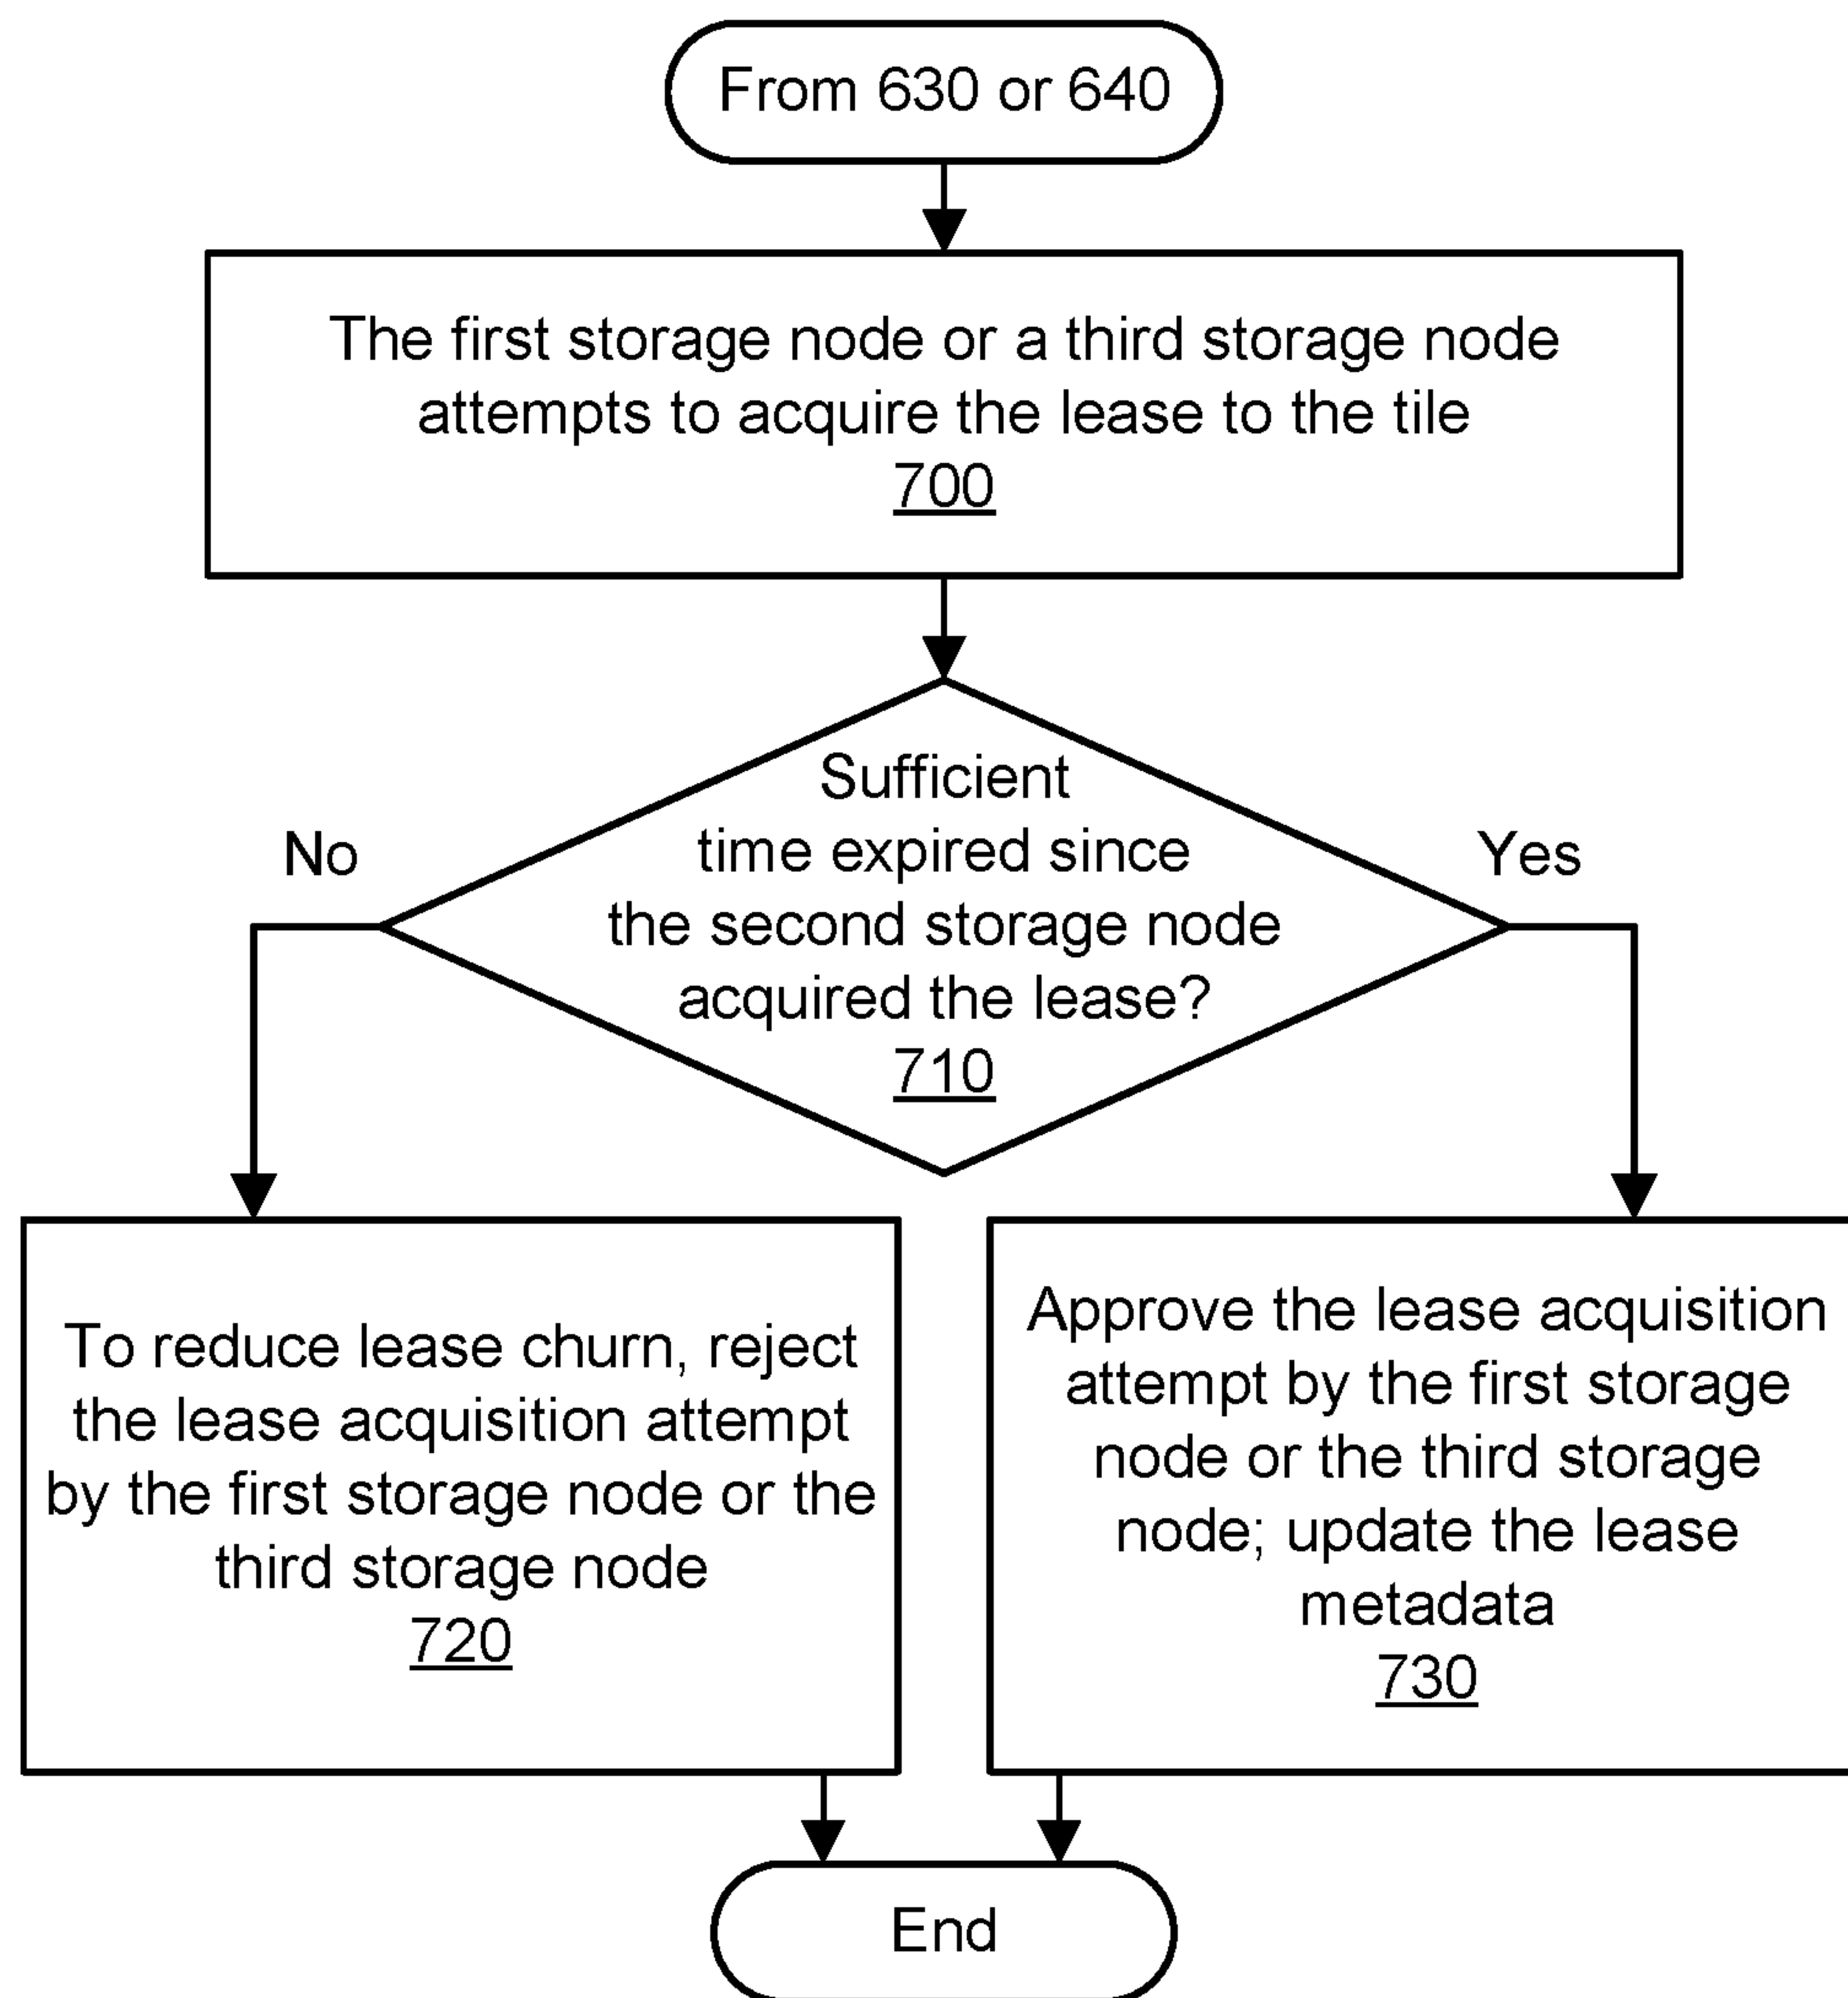 From 630 or 640
The first storage node or a third storage node
attempts to acquire the lease to the tile
700
Sufficient
time expired since
the second storage node
acquired the lease?
710
No
Yes
To reduce lease churn, reject
the lease acquisition attempt
by the first storage node or the
third storage node
720
Approve the lease acquisition
attempt by the first storage
node or the third storage
node; update the lease
metadata
730
End